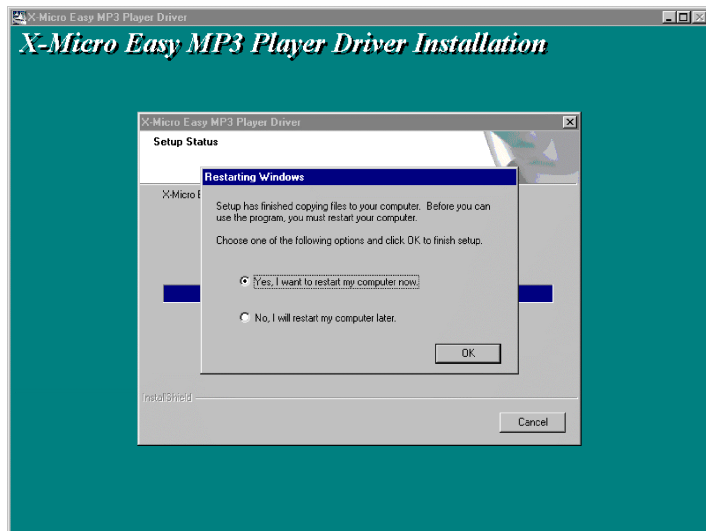 X-Micro Easy MP3 Player Driver
X-Micro Easy MP3 Player Driver Installation
X-Micro Easy MP3 Player Driver
Setup Status
Restarting Windows
X-Micro E
Setup has finished copying files to your computer. Before you can
use the program, you must restart your computer.
Choose one of the following options and click OK to finish setup.
Yes, I want to restart my computer now.
No, I will restart my computer later.
OK
InstallShield
Cancel